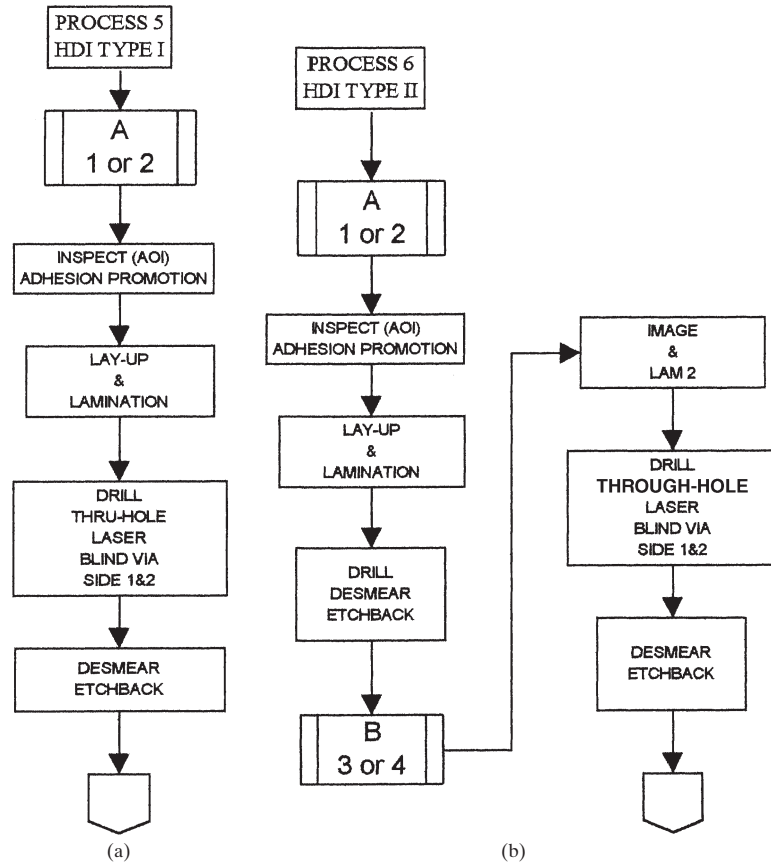 PROCESS 5
HDI TYPE I
A
1 or 2
INSPECT (AOI)
ADHESION PROMOTION
LAY-UP
&
LAMINATION
DRILL
THRU-HOLE
LASER
BLIND VIA
SIDE 1&2
DESMEAR
ETCHBACK
(a)
PROCESS 6
HDI TYPE II
A
1 or 2
INSPECT (AOI)
ADHESION PROMOTION
LAY-UP
&
LAMINATION
DRILL
DESMEAR
ETCHBACK
B
3 or 4
IMAGE
&
LAM 2
DRILL
THROUGH-HOLE
LASER
BLIND VIA
SIDE 1&2
DESMEAR
ETCHBACK
(b)